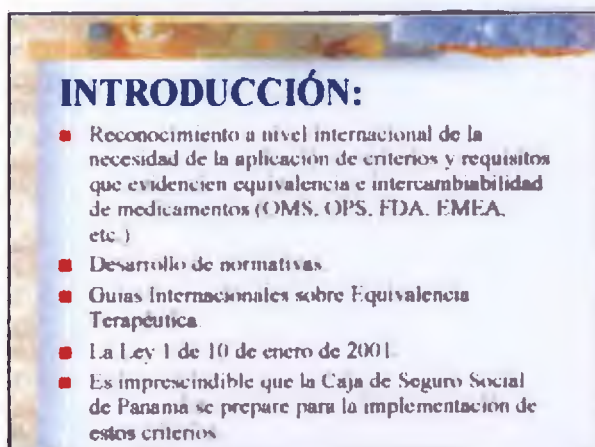 INTRODUCCIÓN:
Reconocimiento a nivel internacional de la
necesidad de la aplicación de criterios y requisitos
que evidencien equivalencia e intercambiabilidad
de medicamentos (OMS, OPS, FDA, EMEA,
etc.)
Desarrollo de normativas.
Guías Internacionales sobre Equivalencia
Terapéutica.
La Ley 1 de 10 de enero de 2001.
Es imprescindible que la Caja de Seguro Social
de Panamá se prepare para la implementación de
estos criterios.